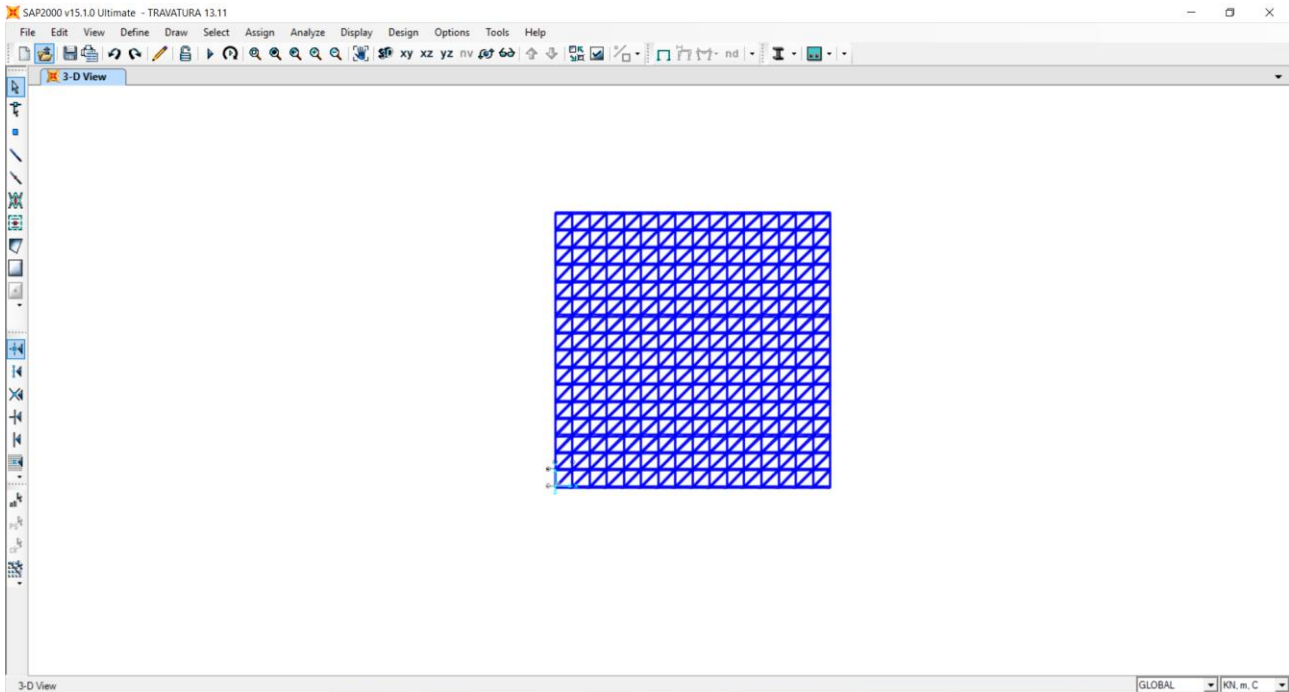 SAP2000 v15.1.0 Ultimate - TRAVATURA 13.11
File Edit View Define Draw Select Assign Analyze Display Design Options Tools Help
3D xy xz yz nv nd
3-D View
3-D View GLOBAL KN, m, C